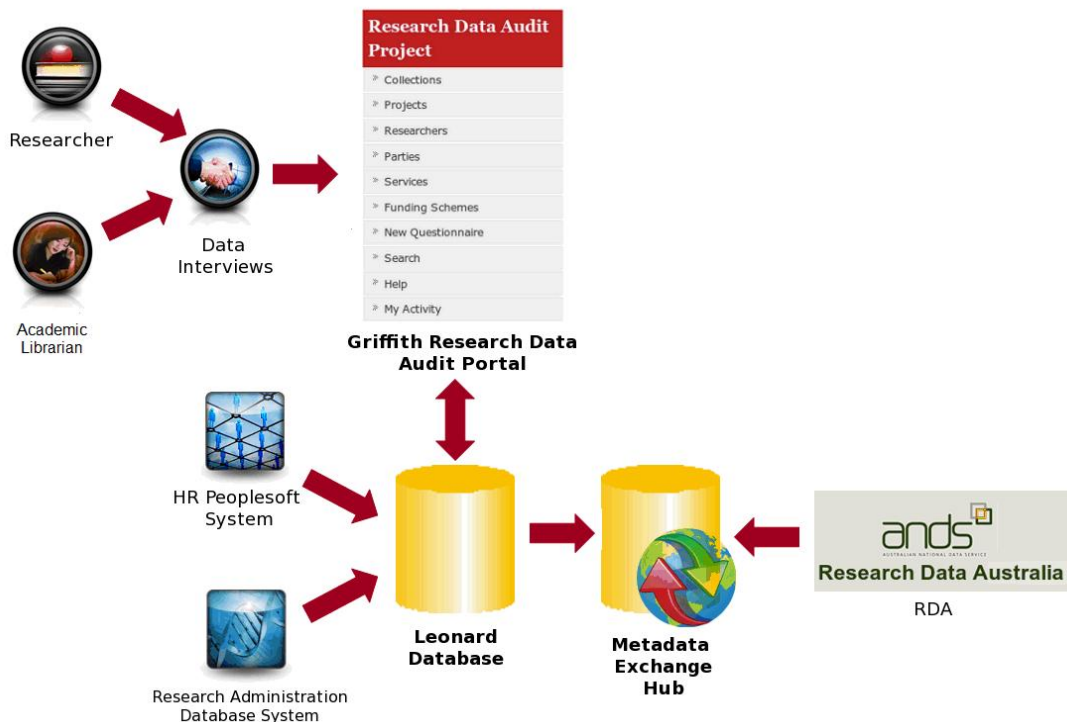 Research Data Audit
Project
» Collections
» Projects
» Researchers
» Parties
» Services
» Funding Schemes
» New Questionnaire
» Search
» Help
» My Activity
Researcher
Data
Interviews
Academic
Librarian
Griffith Research Data
Audit Portal
HR Peoplesoft
System
Research Administration
Database System
Leonard
Database
Metadata
Exchange
Hub
ands
AUSTRALIAN NATIONAL DATA SERVICE
Research Data Australia
RDA